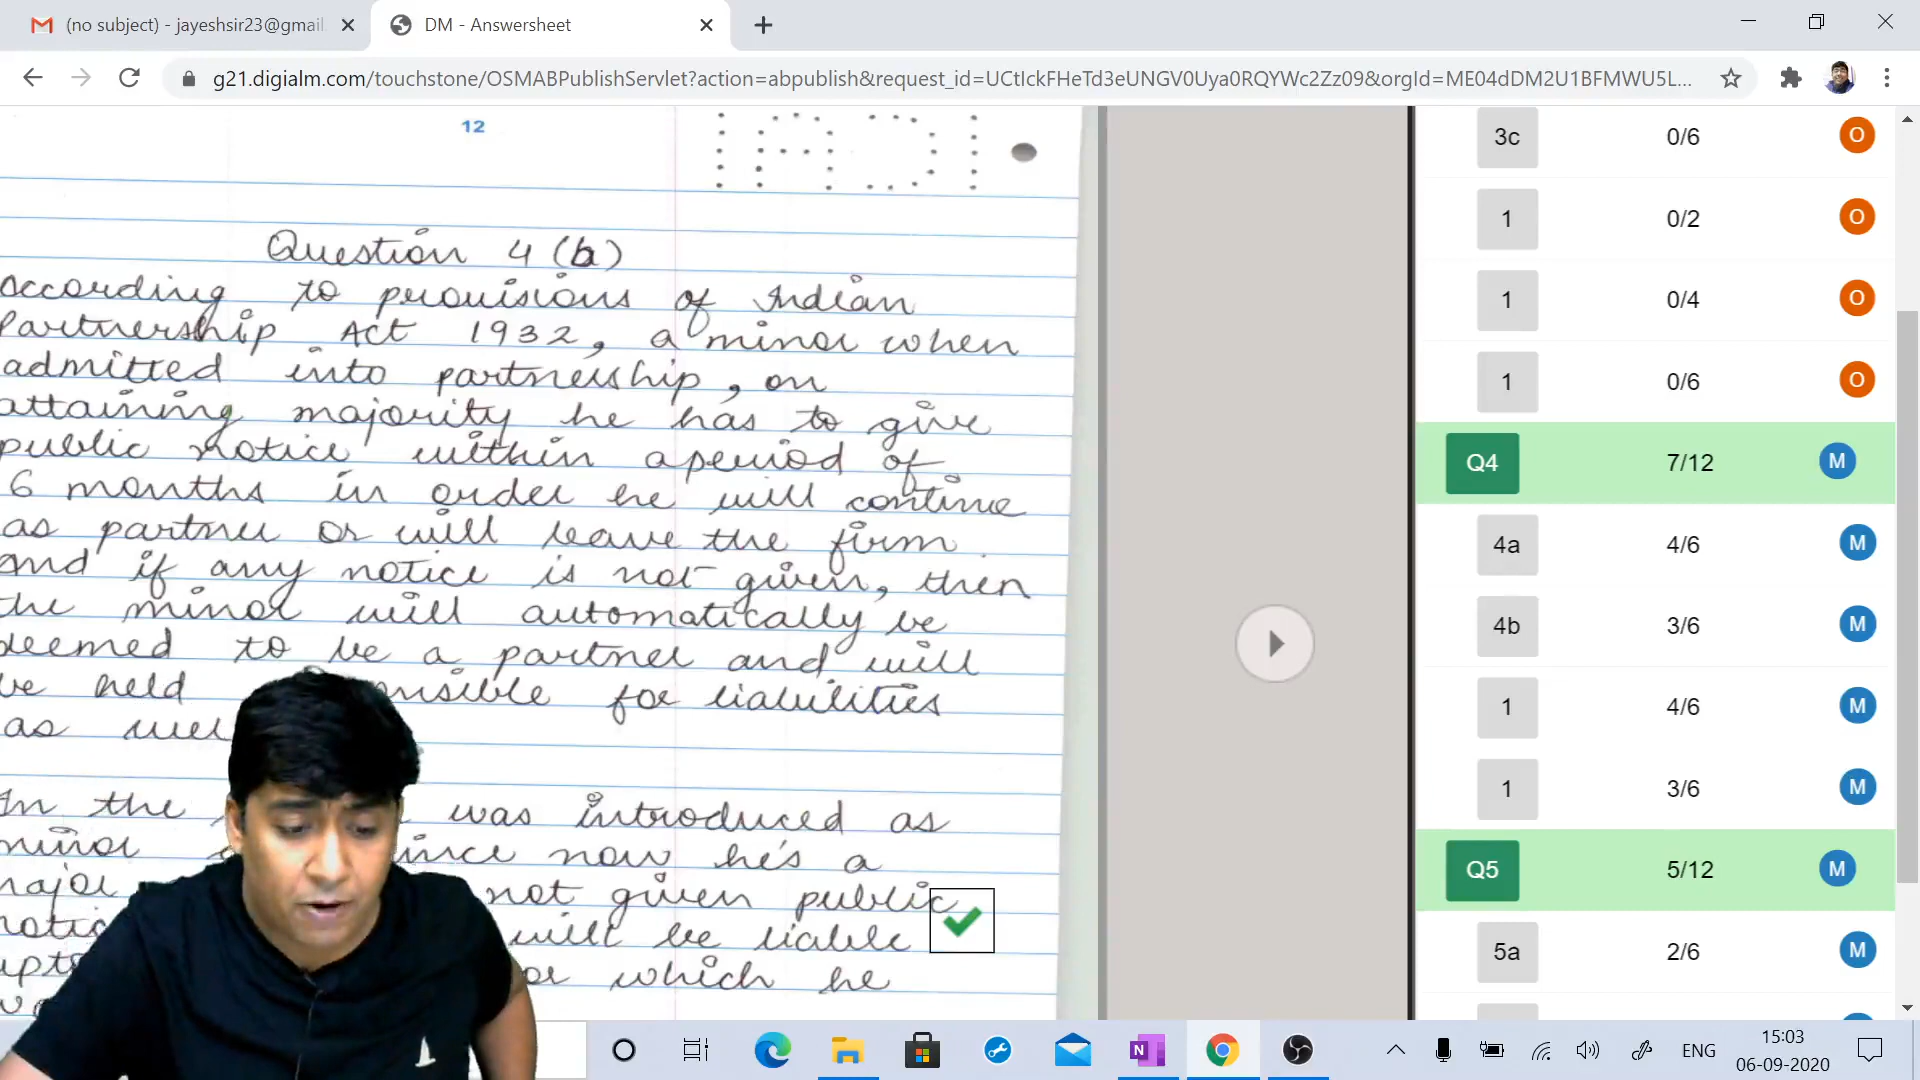 (no subject) - jayeshsir23@gmail.
DM - Answersheet
g21.digialm.com/touchstone/OSMABPublishServlet?action=abpublish&request_id=UCtIckFHeTd3eUNGV0Uya0RQYWc2Zz09&orgId=ME04dDM2U1BFMWU5L...
12
Question 4 (b)
According to provisions of Indian
Partnership Act 1932, a minor when
admitted into partnership, on
attaining majority he has to give
public notice within a period of
6 months in order he will continue
as partner or will leave the firm.
And if any notice is not given, then
the minor will automatically be
deemed to be a partner and will
be held for liabilities
as well
In the was introduced as
minor since now he's a
major not given public
will be liable
upto for which he
3c 0/6 O
1 0/2 O
1 0/4 O
1 0/6 O
Q4 7/12 M
4a 4/6 M
4b 3/6 M
1 4/6 M
1 3/6 M
Q5 5/12 M
5a 2/6 M
ENG
15:03
06-09-2020